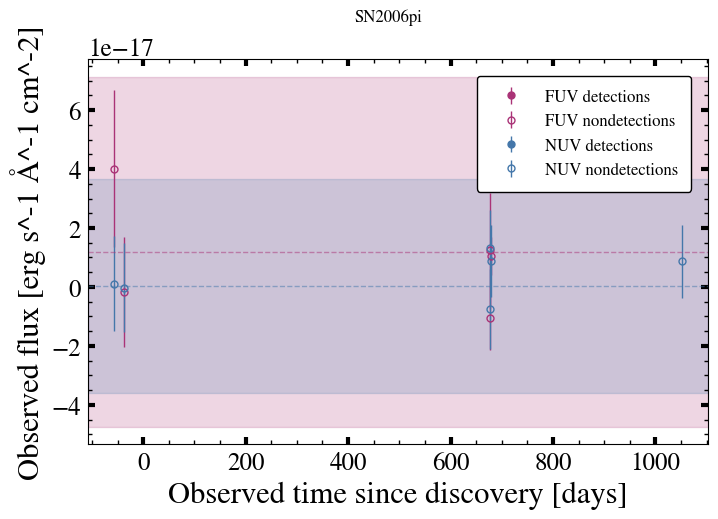 SN2006pi
1e−17
Observed flux [erg s^-1 Å^-1 cm^-2]
6
4
2
0
−2
−4
FUV detections
FUV nondetections
NUV detections
NUV nondetections
0 200 400 600 800 1000
Observed time since discovery [days]